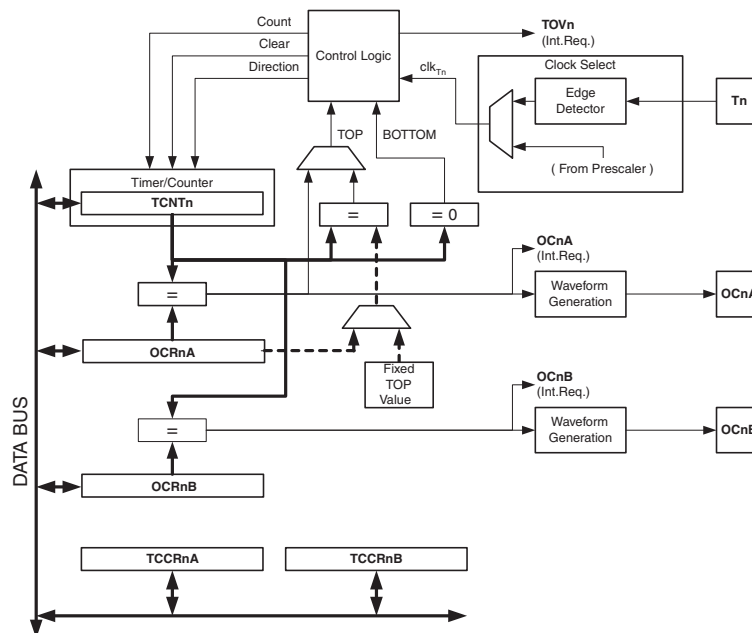 Count
Clear
Direction
Control Logic
TOVn
(Int.Req.)
clkTn
Clock Select
Edge
Detector
Tn
( From Prescaler )
TOP
BOTTOM
Timer/Counter
TCNTn
=
= 0
OCnA
(Int.Req.)
=
Waveform
Generation
OCnA
OCRnA
Fixed
TOP
Value
OCnB
(Int.Req.)
=
Waveform
Generation
OCnB
OCRnB
DATA BUS
TCCRnA
TCCRnB